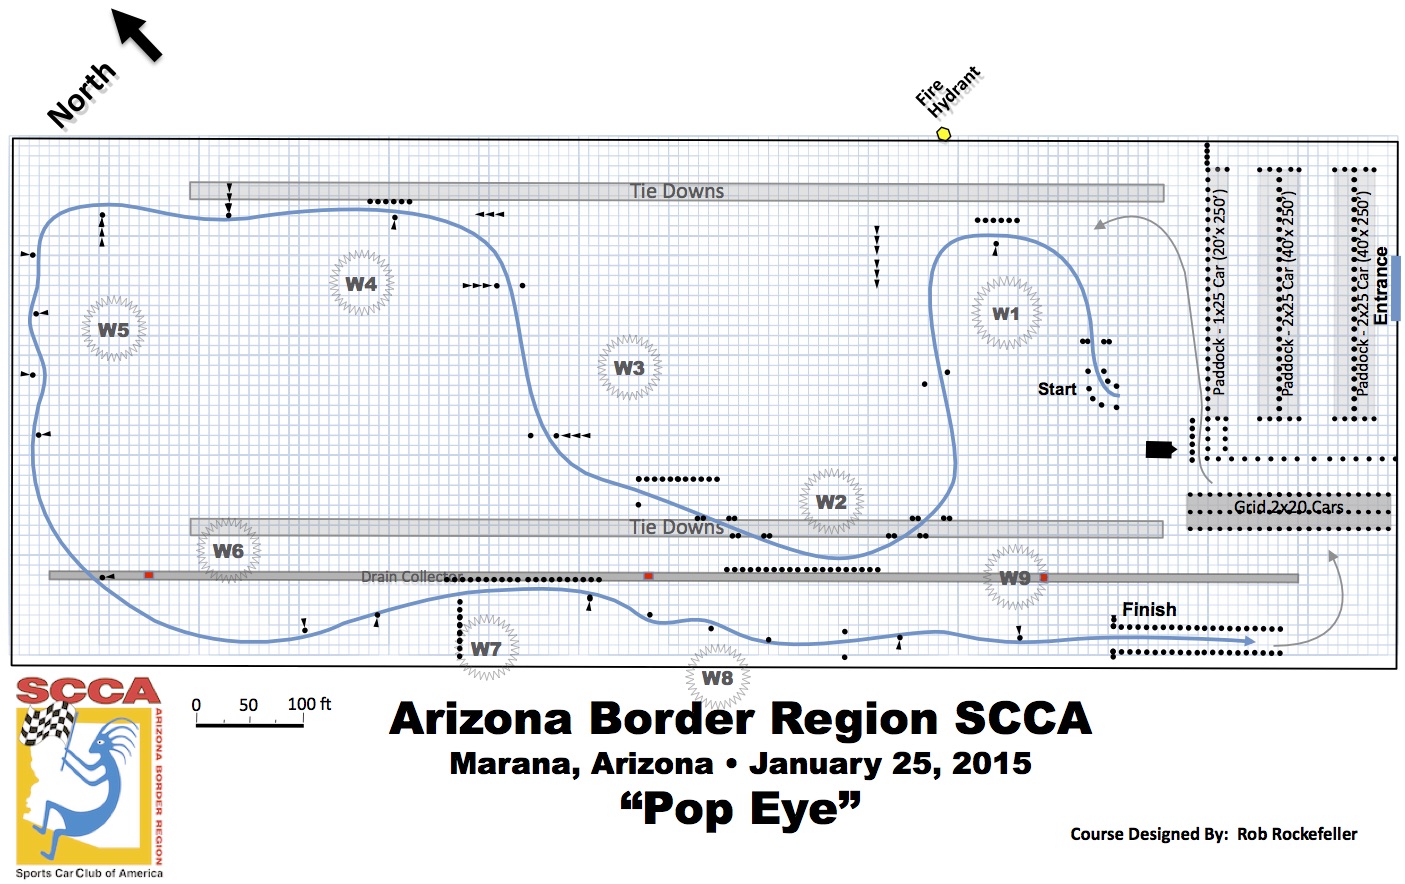 North
Fire
Hydrant
Tie Downs
W4
W5
W3
W1
Start
Paddock - 1x25 Car (20'x 250')
Paddock - 2x25 Car (40'x 250')
Paddock - 2x25 Car (40'x 250')
Entrance
W2
Tie Downs
Grid 2x20 Cars
W6
Drain Collector
W9
Finish
W7
W8
SCCA
ARIZONA BORDER REGION
Sports Car Club of America
0 50 100 ft
Arizona Border Region SCCA
Marana, Arizona • January 25, 2015
“Pop Eye”
Course Designed By: Rob Rockefeller